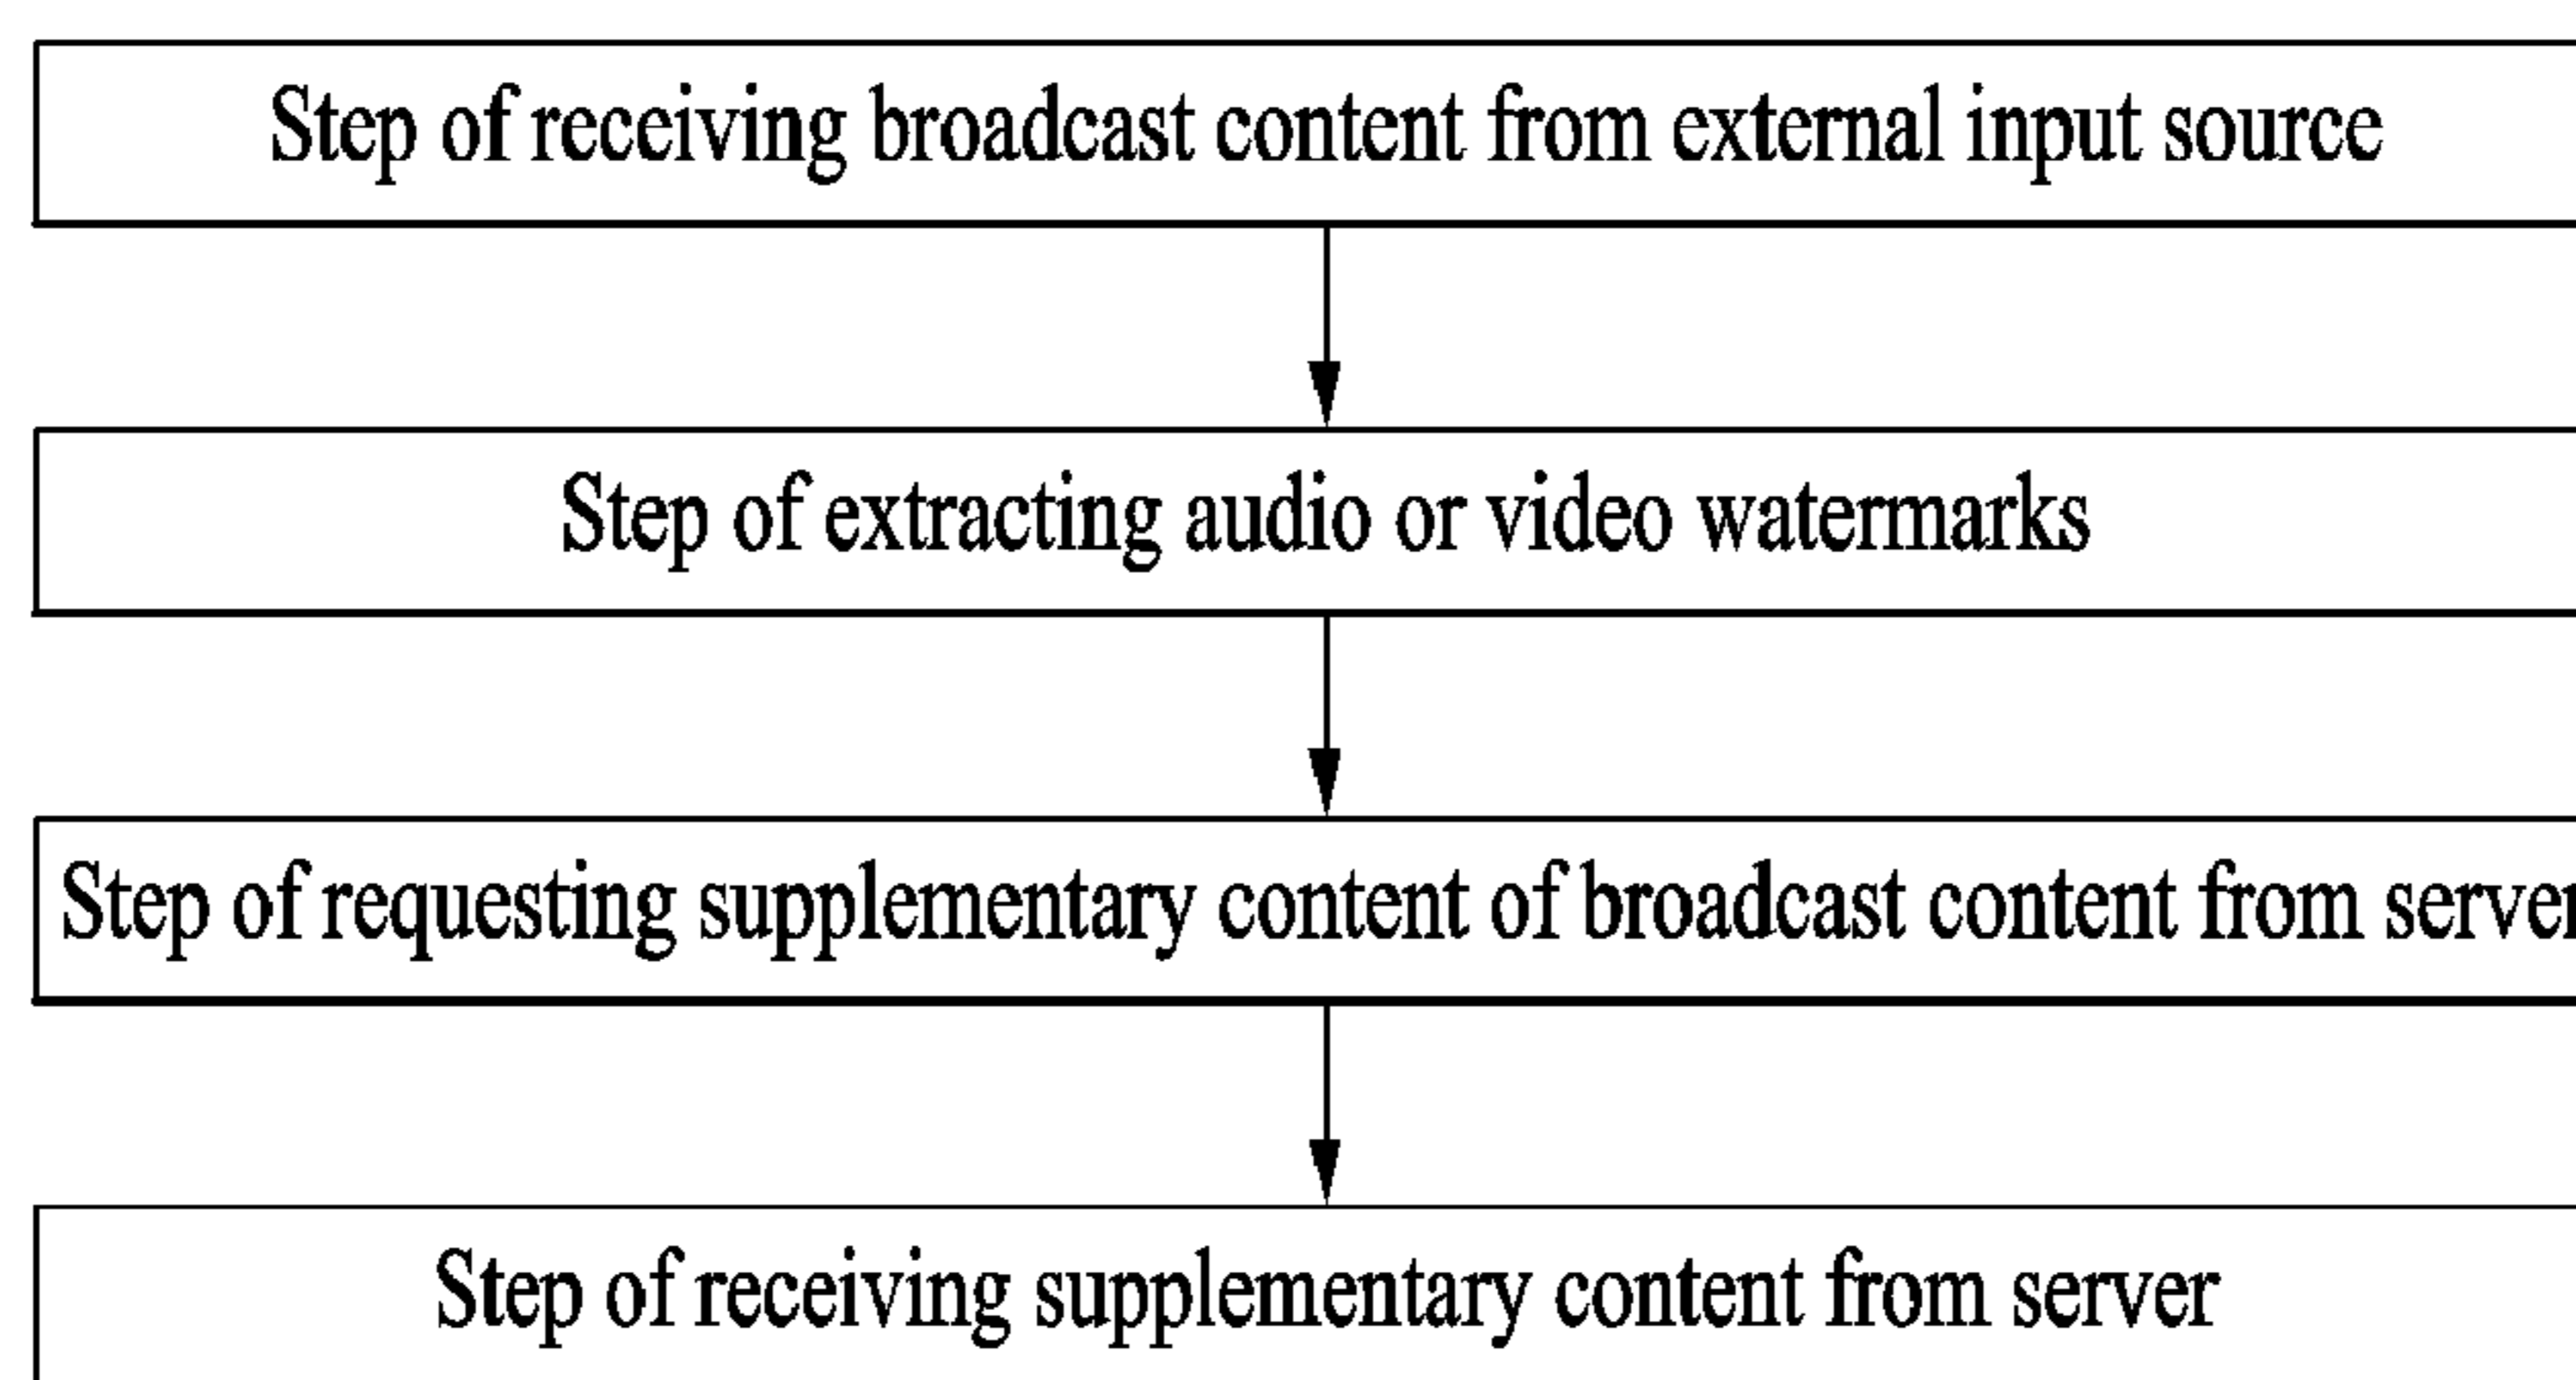 Step of receiving broadcast content from external input source
Step of extracting audio or video watermarks
Step of requesting supplementary content of broadcast content from server
Step of receiving supplementary content from server